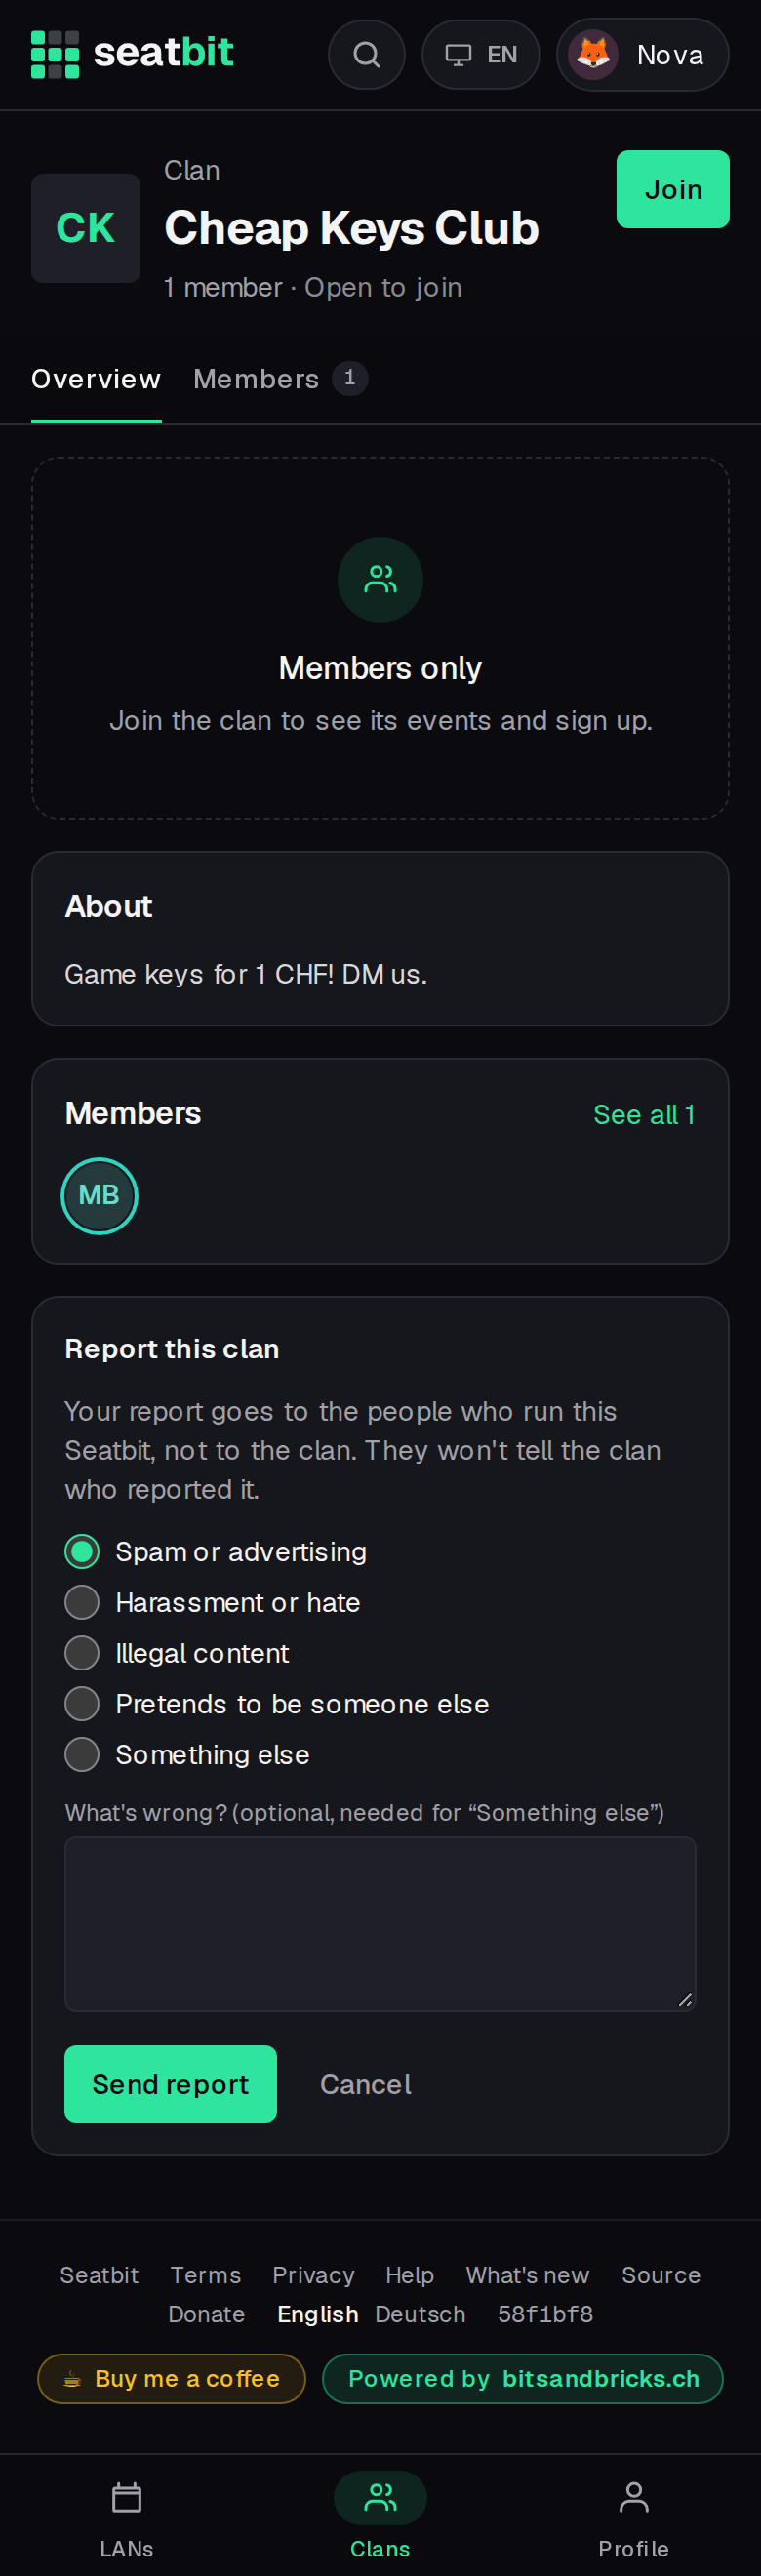 seatbit
EN
Nova
Clan
Cheap Keys Club
1 member · Open to join
Join
CK
Overview
Members 1
Members only
Join the clan to see its events and sign up.
About
Game keys for 1 CHF! DM us.
Members
See all 1
MB
Report this clan
Your report goes to the people who run this
Seatbit, not to the clan. They won't tell the clan
who reported it.
Spam or advertising
Harassment or hate
Illegal content
Pretends to be someone else
Something else
What's wrong? (optional, needed for “Something else”)
Send report
Cancel
Seatbit Terms Privacy Help What's new Source
Donate English Deutsch 58f1bf8
Buy me a coffee
Powered by bitsandbricks.ch
LANs
Clans
Profile